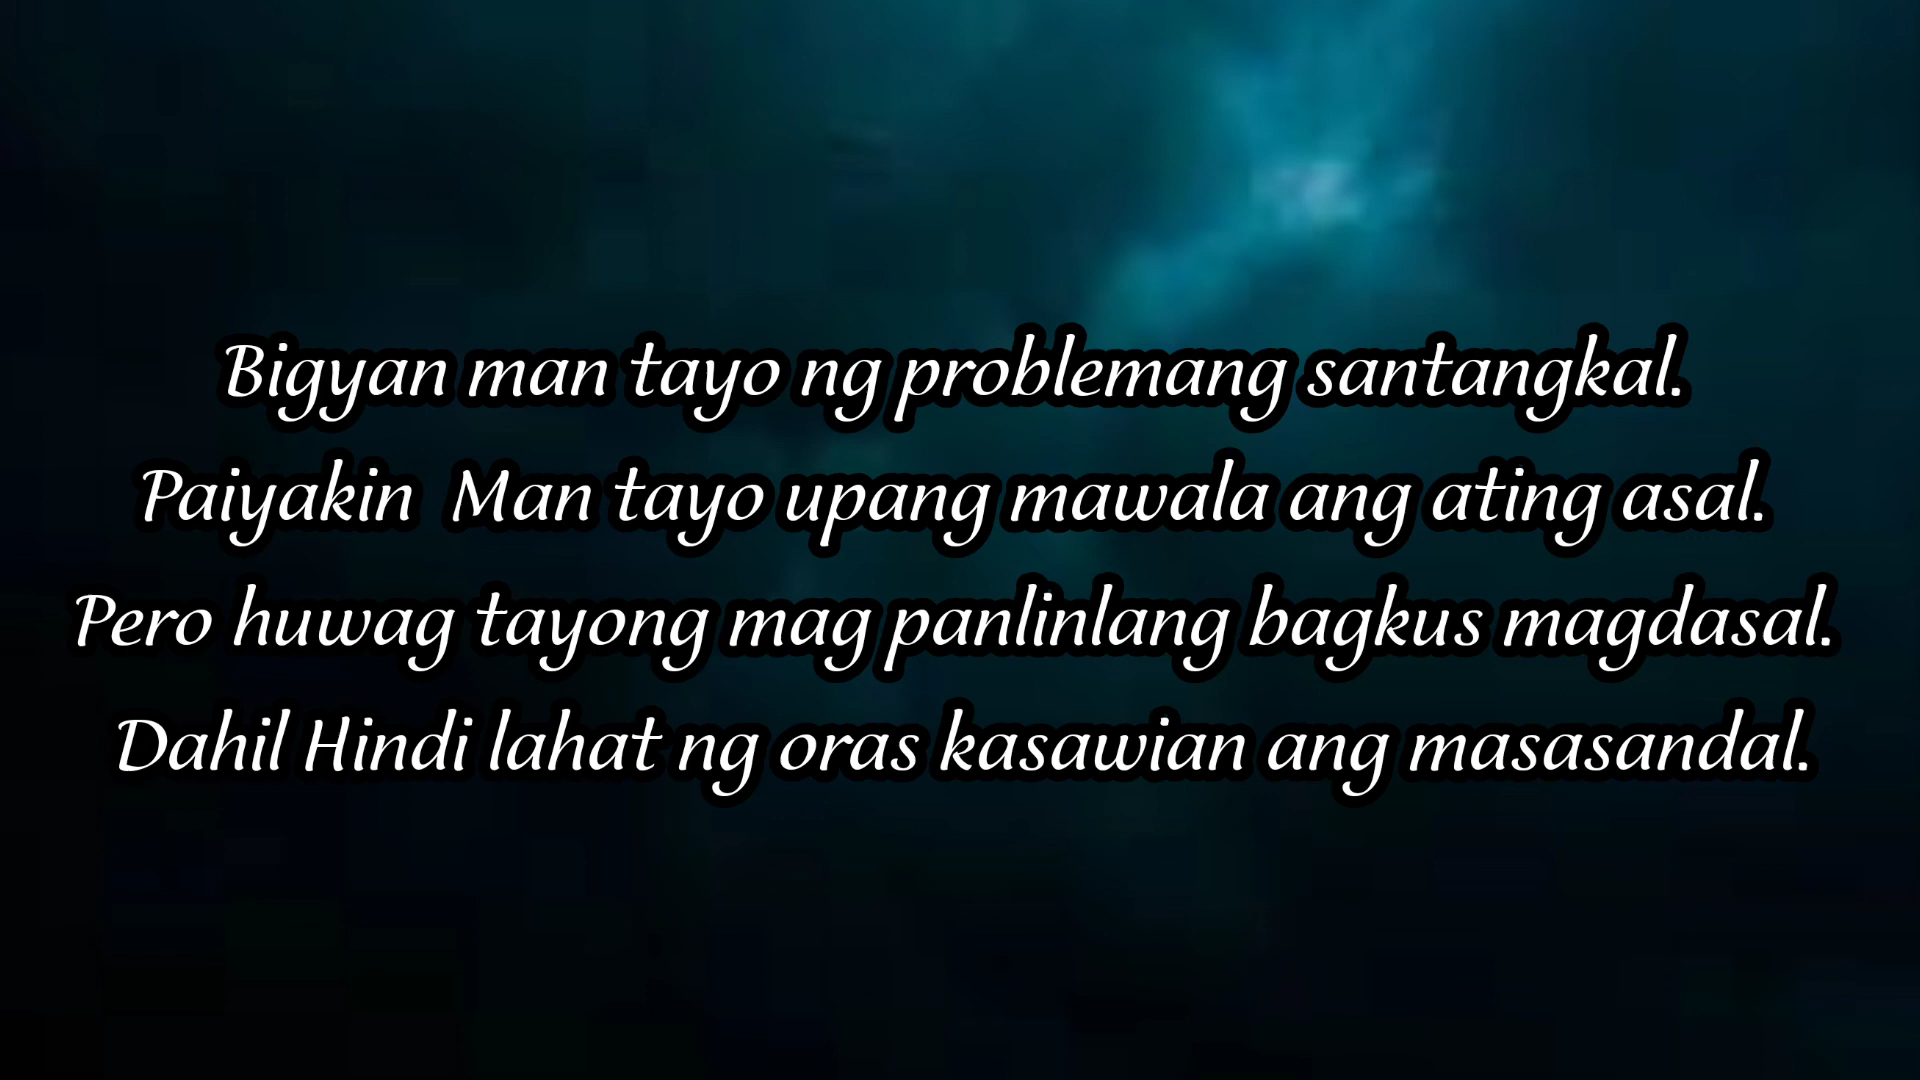 Bigyan man tayo ng problemang santangkal.
Paiyakin Man tayo upang mawala ang ating asal.
Pero huwag tayong mag panlinlang bagkus magdasal.
Dahil Hindi lahat ng oras kasawian ang masasandal.